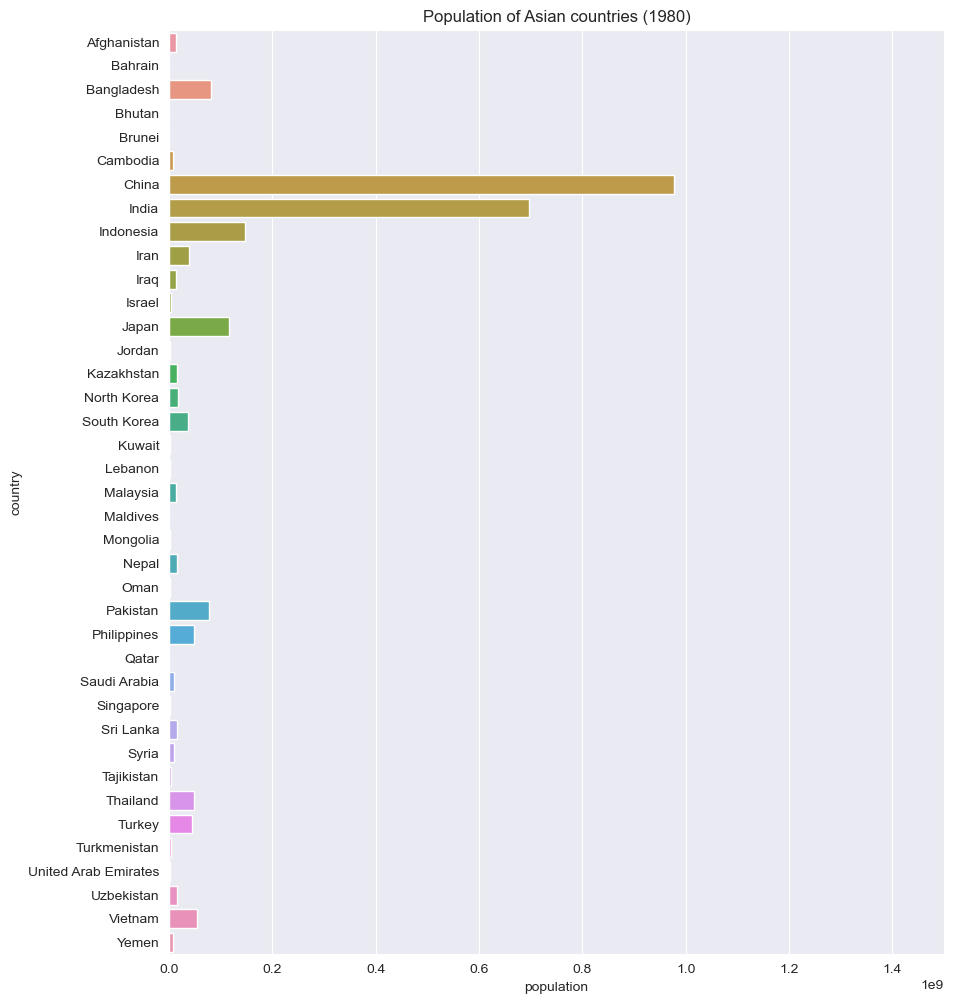 Population of Asian countries (1980)
Afghanistan
Bahrain
Bangladesh
Bhutan
Brunei
Cambodia
China
India
Indonesia
Iran
Iraq
Israel
Japan
Jordan
Kazakhstan
North Korea
South Korea
Kuwait
Lebanon
Malaysia
Maldives
Mongolia
Nepal
Oman
Pakistan
Philippines
Qatar
Saudi Arabia
Singapore
Sri Lanka
Syria
Tajikistan
Thailand
Turkey
Turkmenistan
United Arab Emirates
Uzbekistan
Vietnam
Yemen
country
0.0 0.2 0.4 0.6 0.8 1.0 1.2 1.4
1e9
population